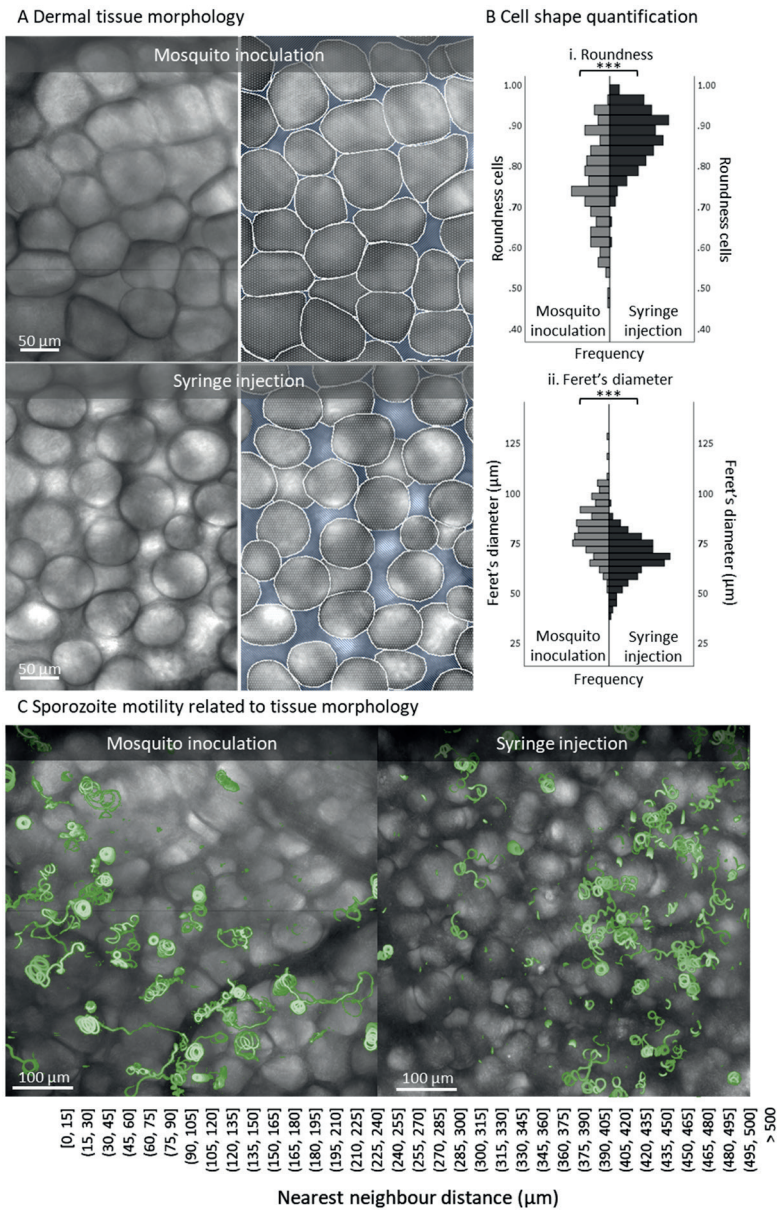 A Dermal tissue morphology
Mosquito inoculation
50 µm
Syringe injection
50 µm
B Cell shape quantification
i. Roundness
***
1.00
.90
.80
.70
.60
.50
.40
Roundness cells
1.00
.90
.80
.70
.60
.50
.40
Roundness cells
Mosquito inoculation
Syringe injection
Frequency
ii. Feret's diameter
***
125
100
75
50
25
Feret's diameter (µm)
125
100
75
50
25
Feret's diameter (µm)
Mosquito inoculation
Syringe injection
Frequency
C Sporozoite motility related to tissue morphology
Mosquito inoculation
Syringe injection
100 µm
100 µm
[0, 15]
(15, 30]
(30, 45]
(45, 60]
(60, 75]
(75, 90]
(90, 105]
(105, 120]
(120, 135]
(135, 150]
(150, 165]
(165, 180]
(180, 195]
(195, 210]
(210, 225]
(225, 240]
(240, 255]
(255, 270]
(270, 285]
(285, 300]
(300, 315]
(315, 330]
(330, 345]
(345, 360]
(360, 375]
(375, 390]
(390, 405]
(405, 420]
(420, 435]
(435, 450]
(450, 465]
(465, 480]
(480, 495]
(495, 500]
> 500
Nearest neighbour distance (µm)